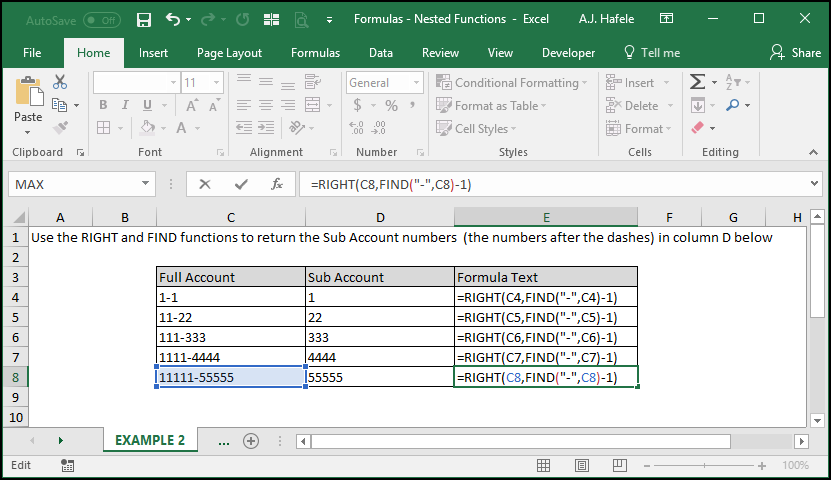 AutoSave Off Formulas - Nested Functions - Excel A.J. Hafele
File Home Insert Page Layout Formulas Data Review View Developer Tell me Share
General Conditional Formatting Insert
11
Paste B I U A A $ % , Format as Table Delete
A .00 Cell Styles Format
Clipboard Font Alignment Number Styles Cells Editing
MAX =RIGHT(C8,FIND("-",C8)-1)
A B C D E F G H
1 Use the RIGHT and FIND functions to return the Sub Account numbers (the numbers after the dashes) in column D below
2
3 Full Account Sub Account Formula Text
4 1-1 1 =RIGHT(C4,FIND("-",C4)-1)
5 11-22 22 =RIGHT(C5,FIND("-",C5)-1)
6 111-333 333 =RIGHT(C6,FIND("-",C6)-1)
7 1111-4444 4444 =RIGHT(C7,FIND("-",C7)-1)
8 11111-55555 55555 =RIGHT(C8,FIND("-",C8)-1)
9
10
EXAMPLE 2 ...
Edit 100%